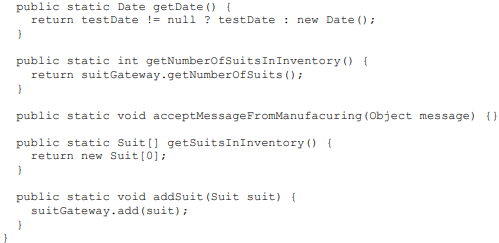 public static Date getDate() {
return testDate != null ? testDate : new Date();
}
public static int getNumberOfSuitsInInventory() {
return suitGateway.getNumberOfSuits();
}
public static void acceptMessageFromManufacuring(Object message) {}
public static Suit[] getSuitsInInventory() {
return new Suit[0];
}
public static void addSuit(Suit suit) {
suitGateway.add(suit);
}
}